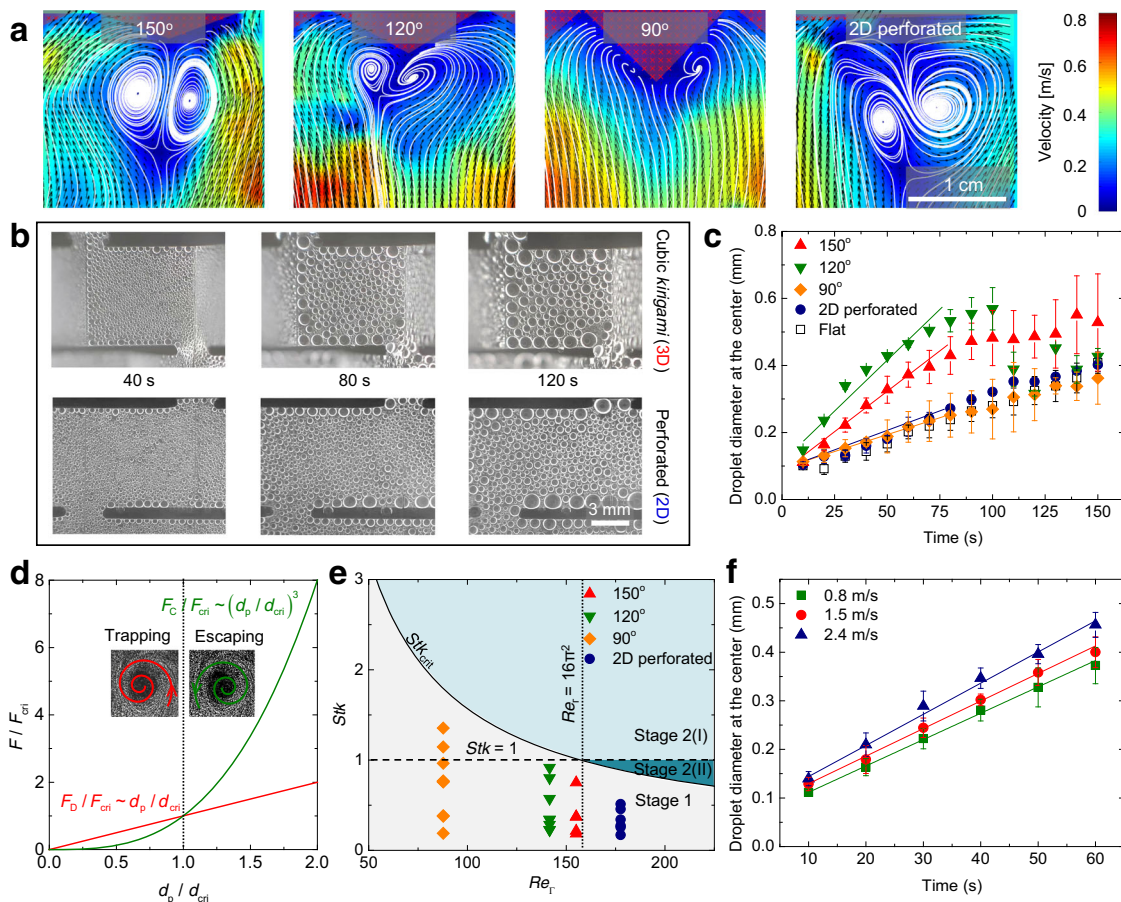 a
150°
120°
90°
2D perforated
1 cm
Velocity [m/s]
0.8
0.6
0.4
0.2
0
b
40 s
80 s
120 s
3 mm
Cubic kirigami (3D)
Perforated (2D)
c
150°
120°
90°
2D perforated
Flat
Droplet diameter at the center (mm)
0.8
0.6
0.4
0.2
0.0
0 25 50 75 100 125 150
Time (s)
d
F_C / F_cri ~ (d_p / d_cri)^3
Trapping
Escaping
F_D / F_cri ~ d_p / d_cri
F / F_cri
8
6
4
2
0
0.0 0.5 1.0 1.5 2.0
d_p / d_cri
e
150°
120°
90°
2D perforated
Stk_crit
Re_Γ = 16π²
Stk = 1
Stage 2(I)
Stage 2(II)
Stage 1
Stk
3
2
1
0
50 100 150 200
Re_Γ
f
0.8 m/s
1.5 m/s
2.4 m/s
Droplet diameter at the center (mm)
0.5
0.4
0.3
0.2
0.1
0.0
10 20 30 40 50 60
Time (s)